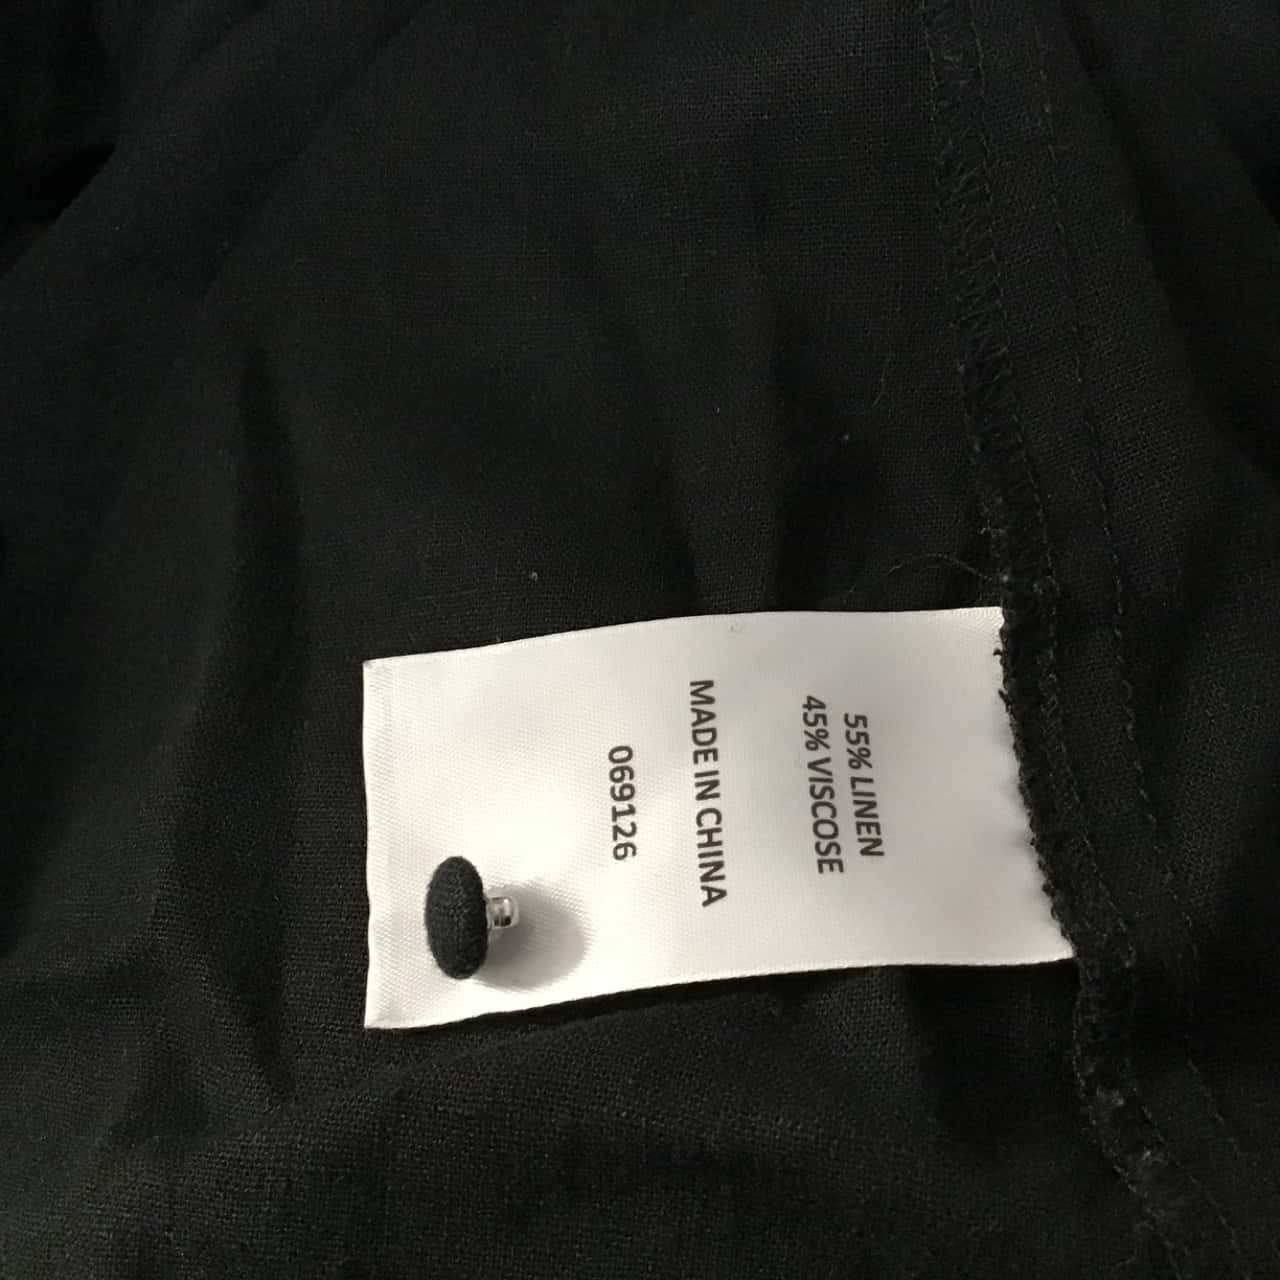 55% LINEN
45% VISCOSE
MADE IN CHINA
069126